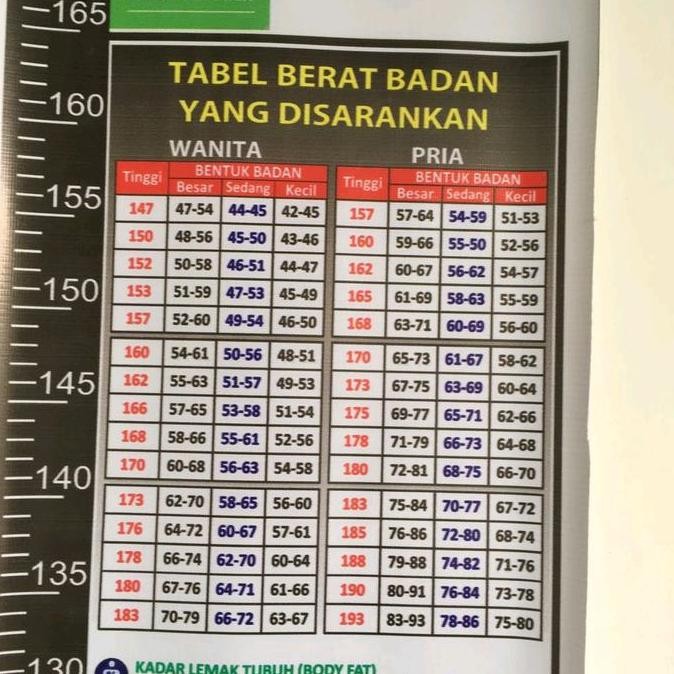 165
TABEL BERAT BADAN
YANG DISARANKAN
160
WANITA
Tinggi BENTUK BADAN
Besar Sedang Kecil
147 47-54 44-45 42-45
150 48-56 45-50 43-46
152 50-58 46-51 44-47
153 51-59 47-53 45-49
157 52-60 49-54 46-50
160 54-61 50-56 48-51
162 55-63 51-57 49-53
166 57-65 53-58 51-54
168 58-66 55-61 52-56
170 60-68 56-63 54-58
173 62-70 58-65 56-60
176 64-72 60-67 57-61
178 66-74 62-70 60-64
180 67-76 64-71 61-66
183 70-79 66-72 63-67
PRIA
Tinggi BENTUK BADAN
Besar Sedang Kecil
157 57-64 54-59 51-53
160 59-66 55-50 52-56
162 60-67 56-62 54-57
165 61-69 58-63 55-59
168 63-71 60-69 56-60
170 65-73 61-67 58-62
173 67-75 63-69 60-64
175 69-77 65-71 62-66
178 71-79 66-73 64-68
180 72-81 68-75 66-70
183 75-84 70-77 67-72
185 76-86 72-80 68-74
188 79-88 74-82 71-76
190 80-91 76-84 73-78
193 83-93 78-86 75-80
155
150
145
140
135
130
KADAR LEMAK TUBUH (BODY FAT)